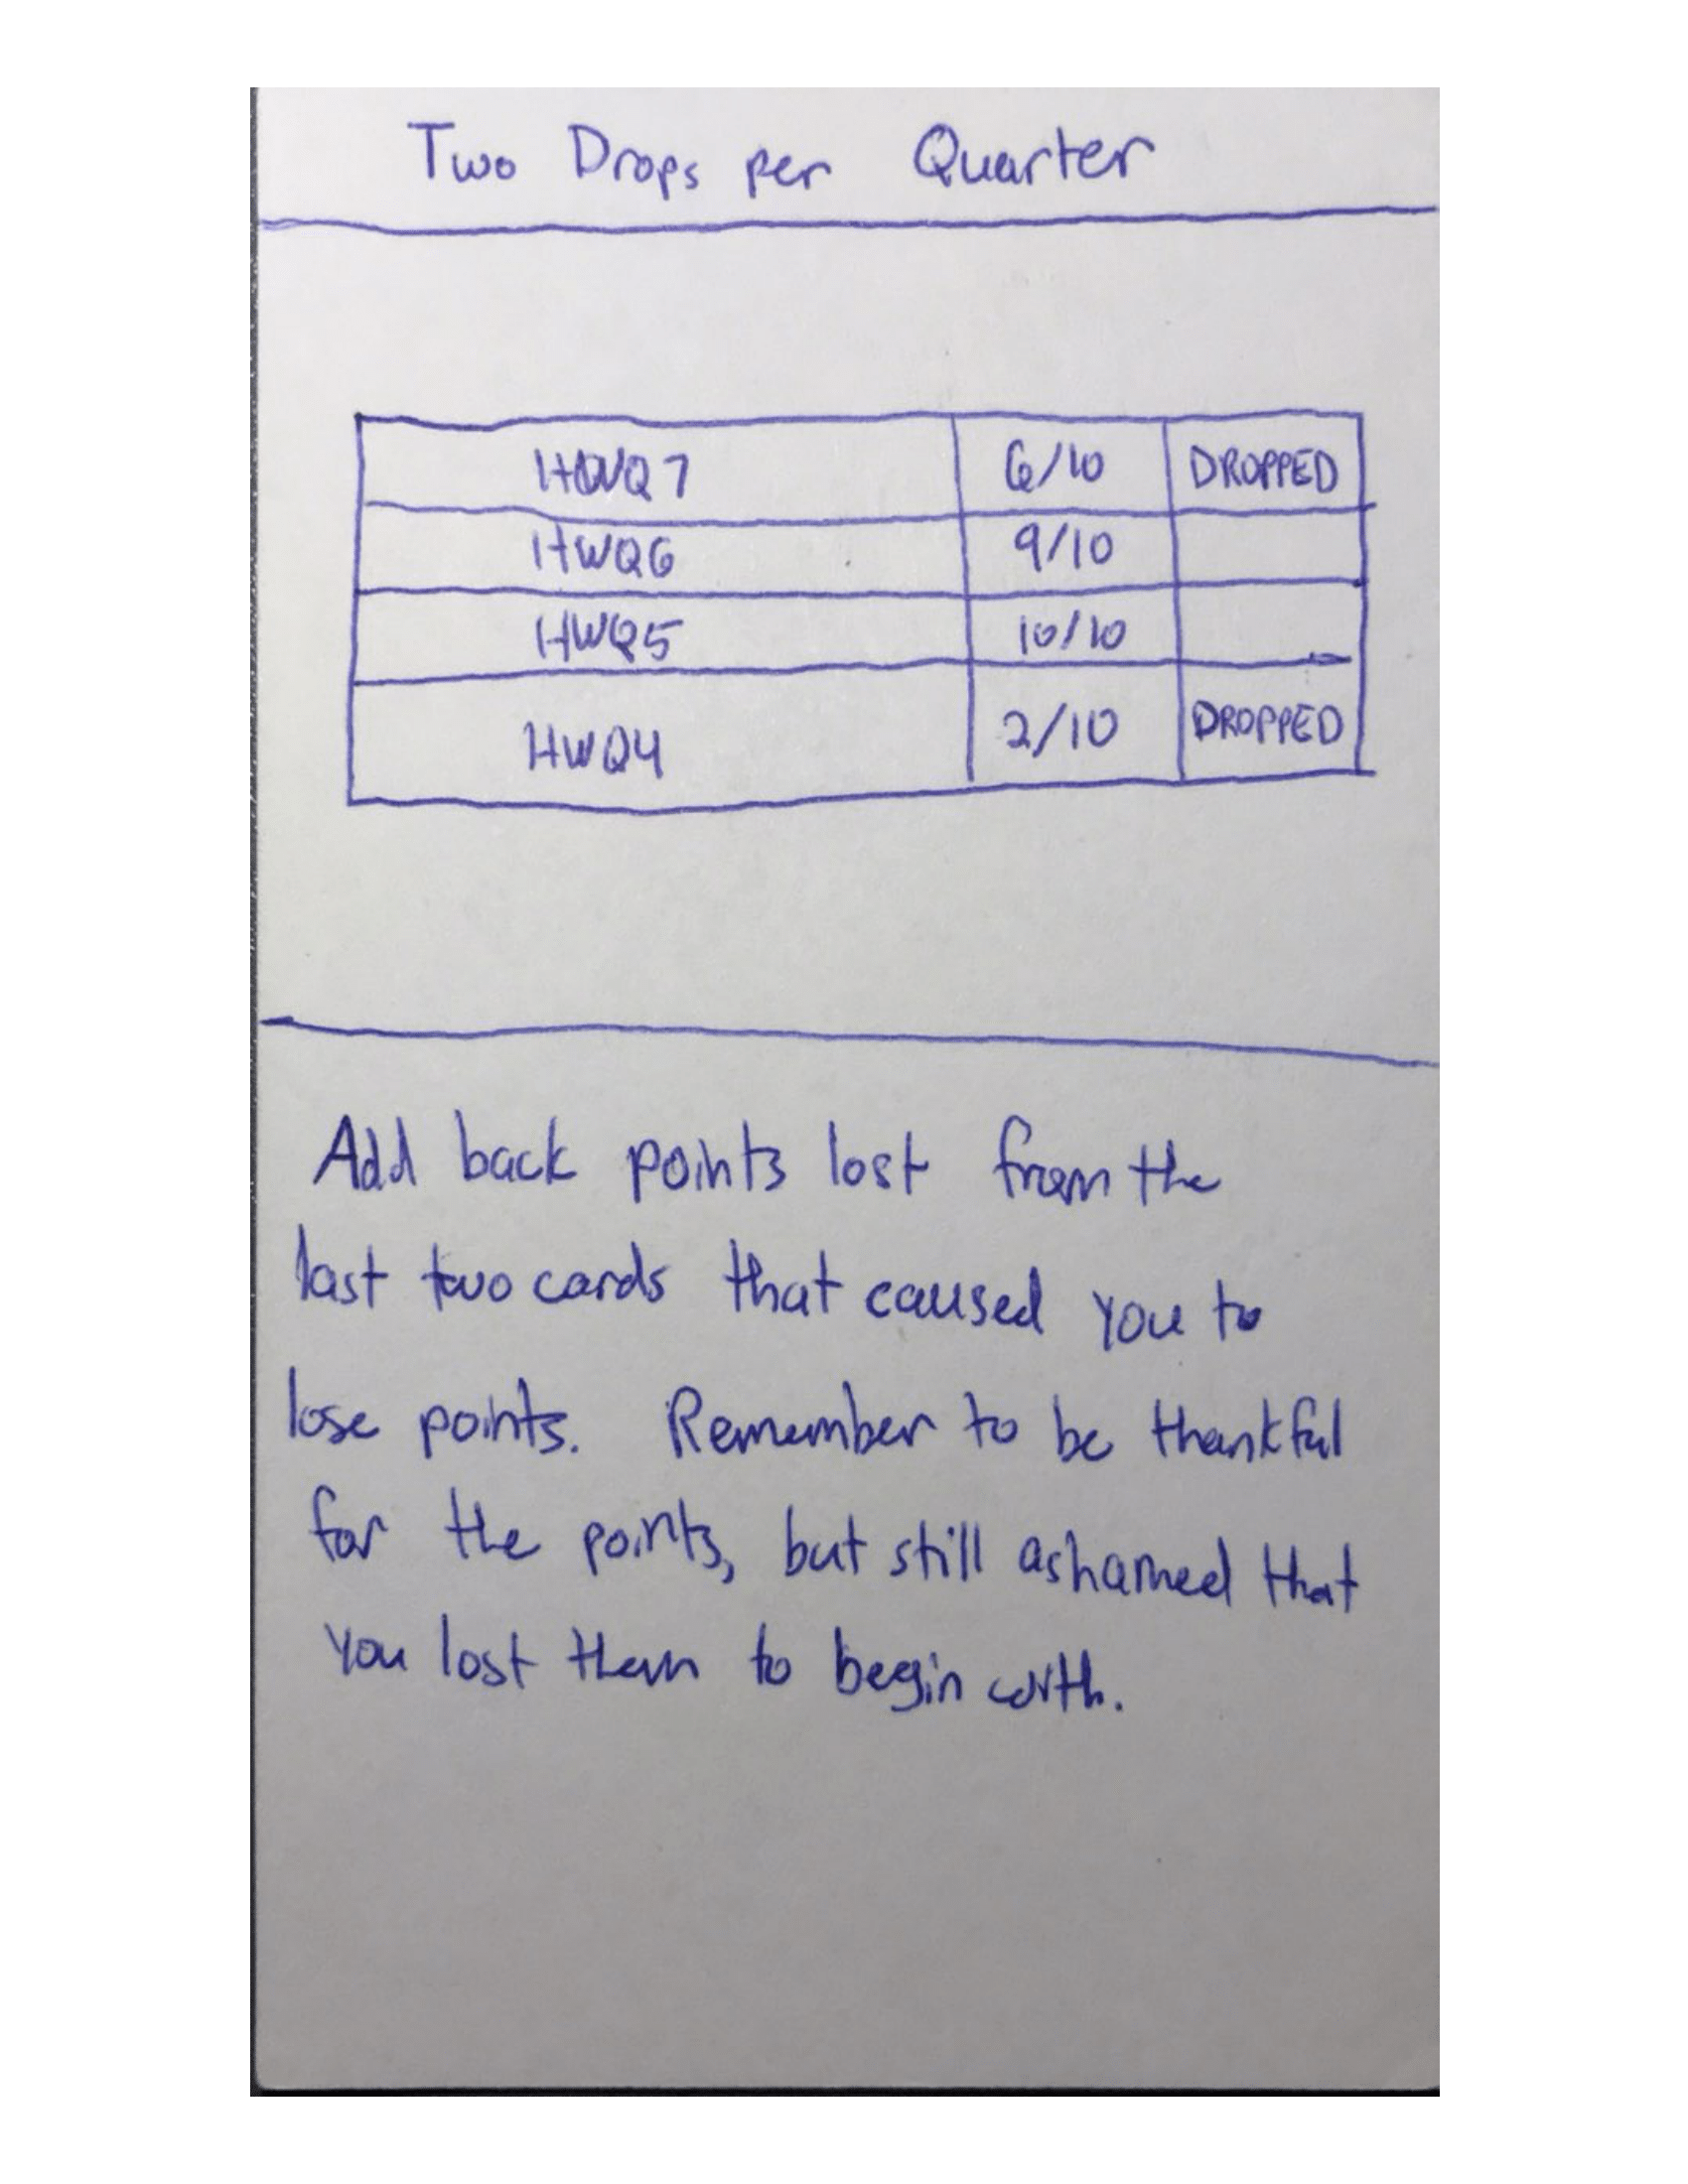 Two Drops per Quarter
HWQ7 6/10 DROPPED
HWQ6 9/10
HWQ5 10/10
HWQ4 2/10 DROPPED
Add back points lost from the
last two cards that caused you to
lose points. Remember to be thankful
for the points, but still ashamed that
you lost them to begin with.